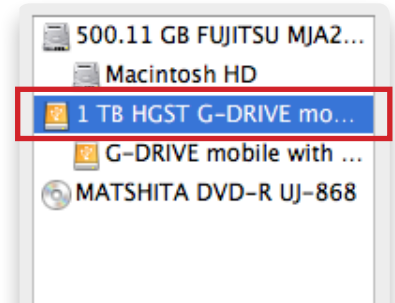 500.11 GB FUJITSU MJA2...
Macintosh HD
1 TB HGST G-DRIVE mo...
G-DRIVE mobile with ...
MATSHITA DVD-R UJ-868